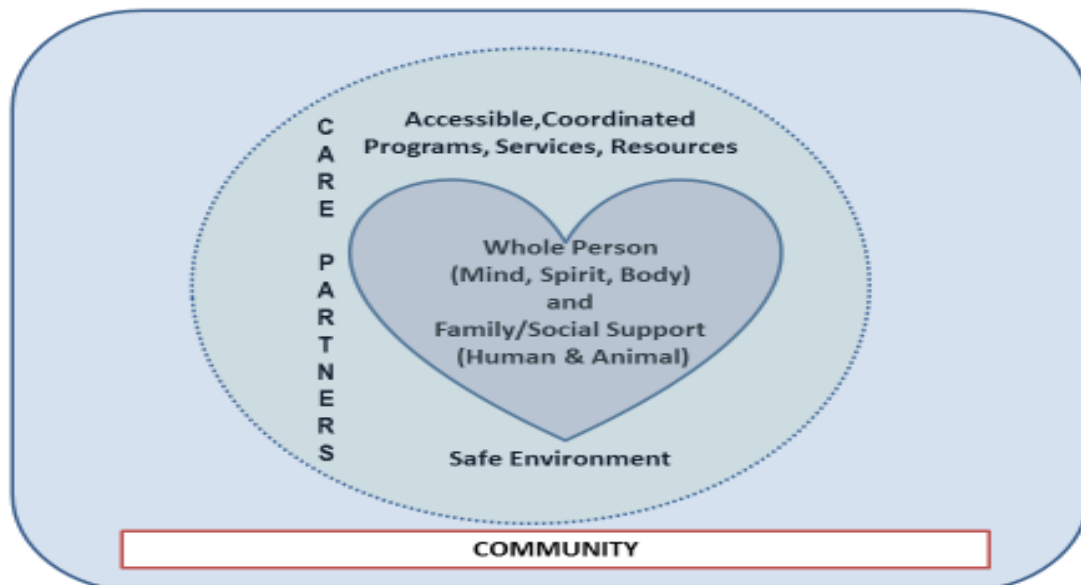 Accessible,Coordinated
Programs, Services, Resources
CARE PARTNERS
Whole Person
(Mind, Spirit, Body)
and
Family/Social Support
(Human & Animal)
Safe Environment
COMMUNITY